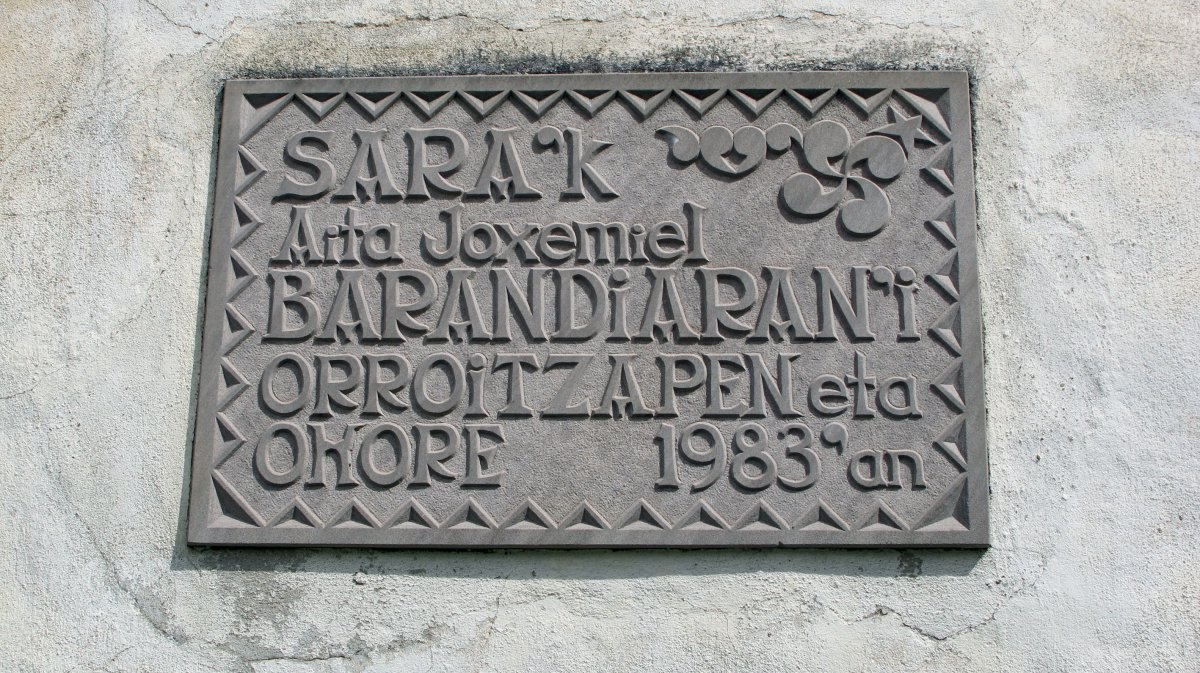 SARA'K
Aita Joxemiel
BARANDIARAN'i
ORROITZAPEN eta
OHORE 1983'an